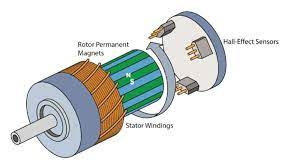 Rotor Permanent
Magnets
Hall-Effect Sensors
N
S
Stator Windings